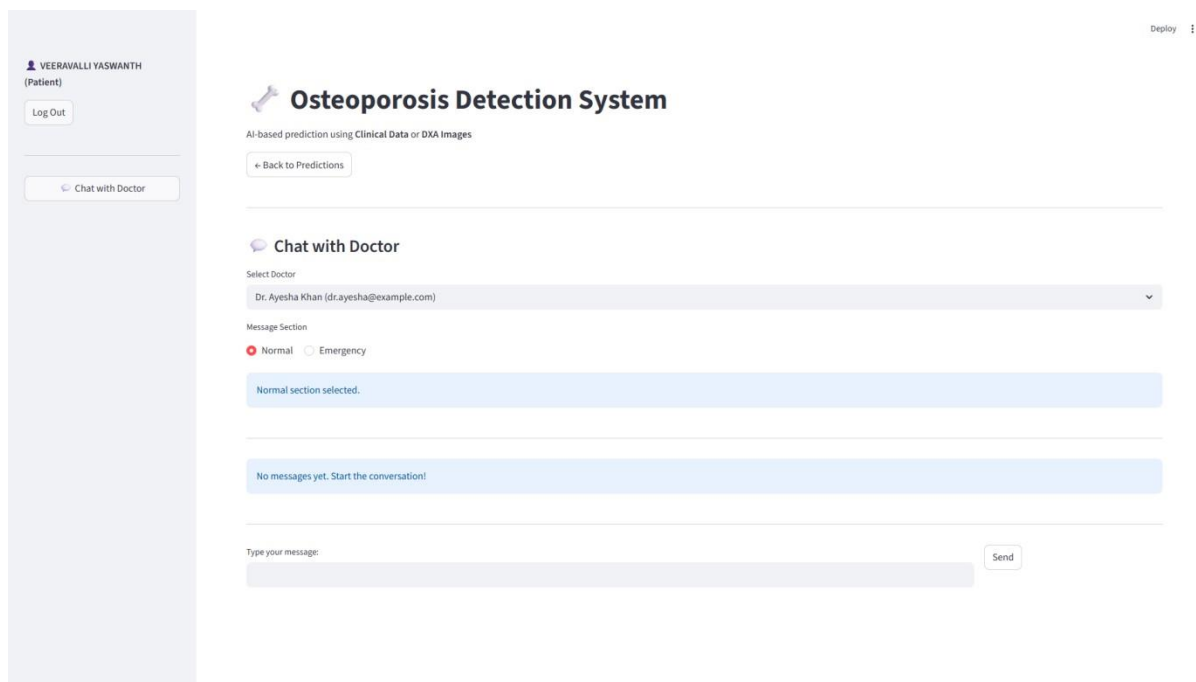 Deploy
VEERAVALLI YASWANTH
(Patient)
Log Out
Chat with Doctor
Osteoporosis Detection System
AI-based prediction using Clinical Data or DXA Images
← Back to Predictions
Chat with Doctor
Select Doctor
Dr. Ayesha Khan (dr.ayesha@example.com)
Message Section
Normal Emergency
Normal section selected.
No messages yet. Start the conversation!
Type your message:
Send